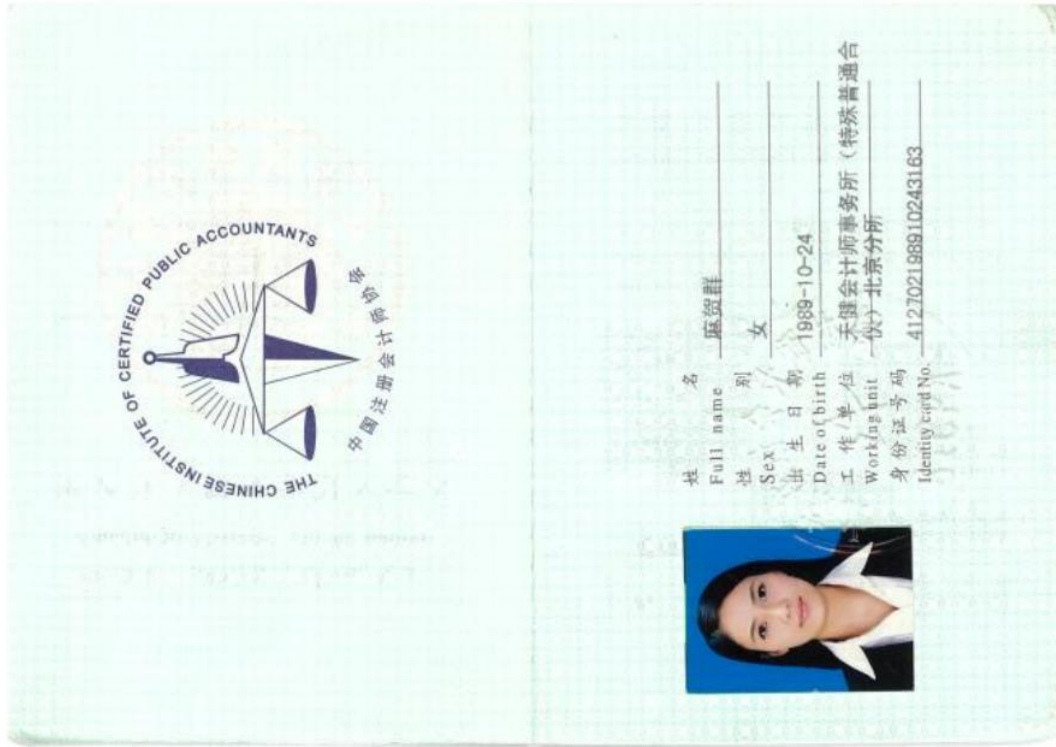 THE CHINESE INSTITUTE OF CERTIFIED PUBLIC ACCOUNTANTS
中国注册会计师协会
姓 名 麻贸群
Full name
性 别 女
Sex
出 生 日 期 1989-10-24
Date of birth
工 作 单 位 天健会计师事务所（特殊普通合
Working unit 伙）北京分所
身 份 证 号 码 412702198910243163
Identity card No.